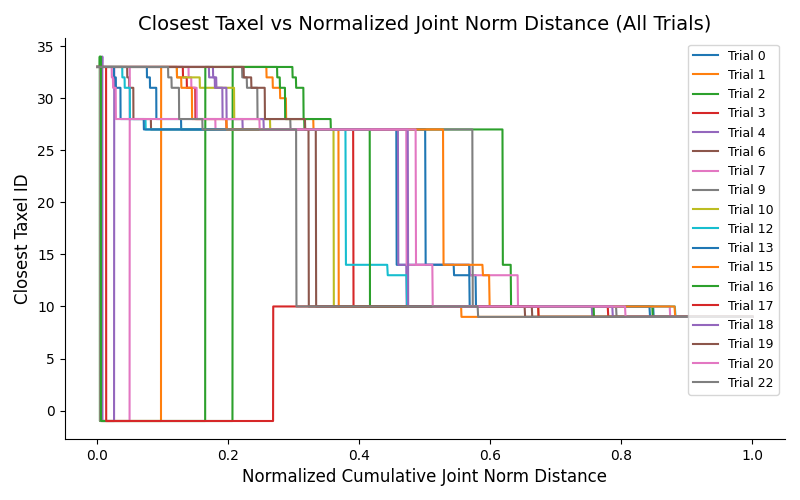 Closest Taxel vs Normalized Joint Norm Distance (All Trials)
Closest Taxel ID
35
30
25
20
15
10
5
0
0.0
0.2
0.4
0.6
0.8
1.0
Normalized Cumulative Joint Norm Distance
Trial 0
Trial 1
Trial 2
Trial 3
Trial 4
Trial 6
Trial 7
Trial 9
Trial 10
Trial 12
Trial 13
Trial 15
Trial 16
Trial 17
Trial 18
Trial 19
Trial 20
Trial 22